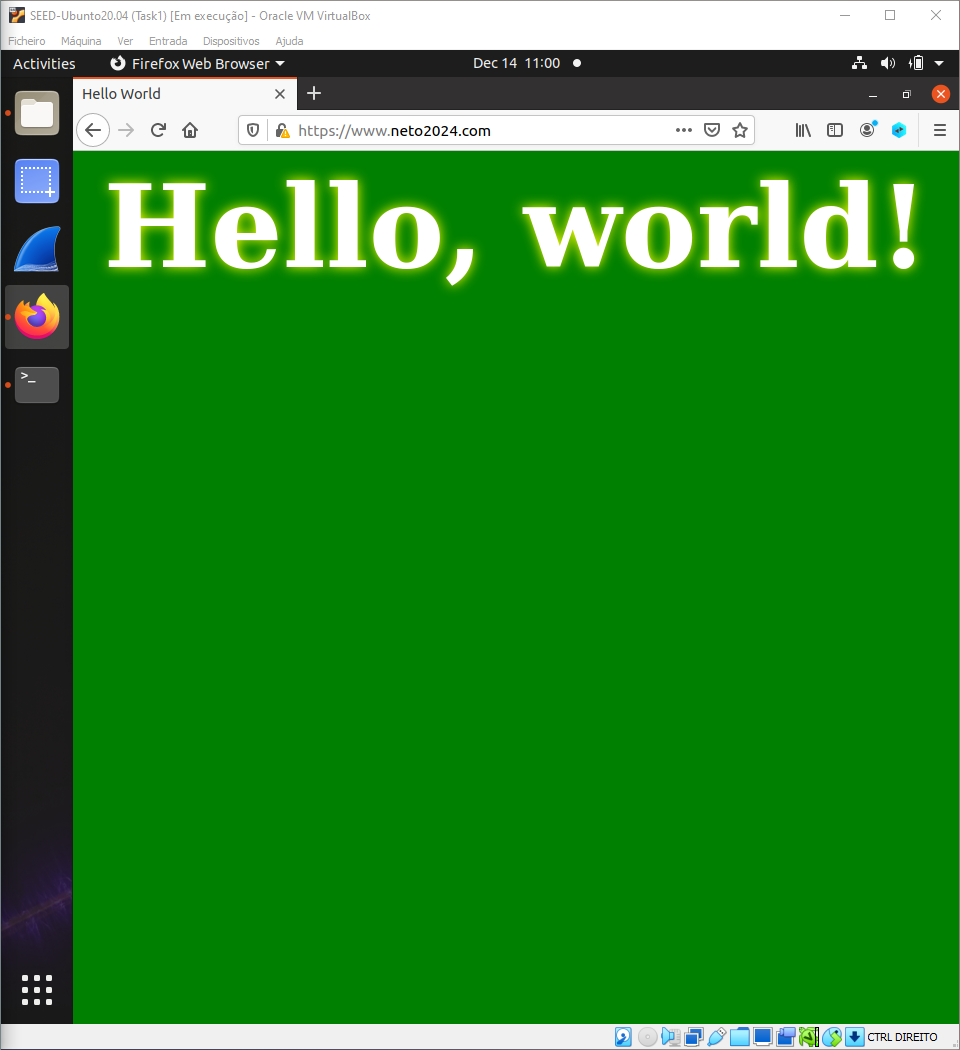 SEED-Ubunto20.04 (Task1) [Em execução] - Oracle VM VirtualBox
Ficheiro Máquina Ver Entrada Dispositivos Ajuda
Activities Firefox Web Browser Dec 14 11:00
Hello World
https://www.neto2024.com
Hello, world!
>_
CTRL DIREITO